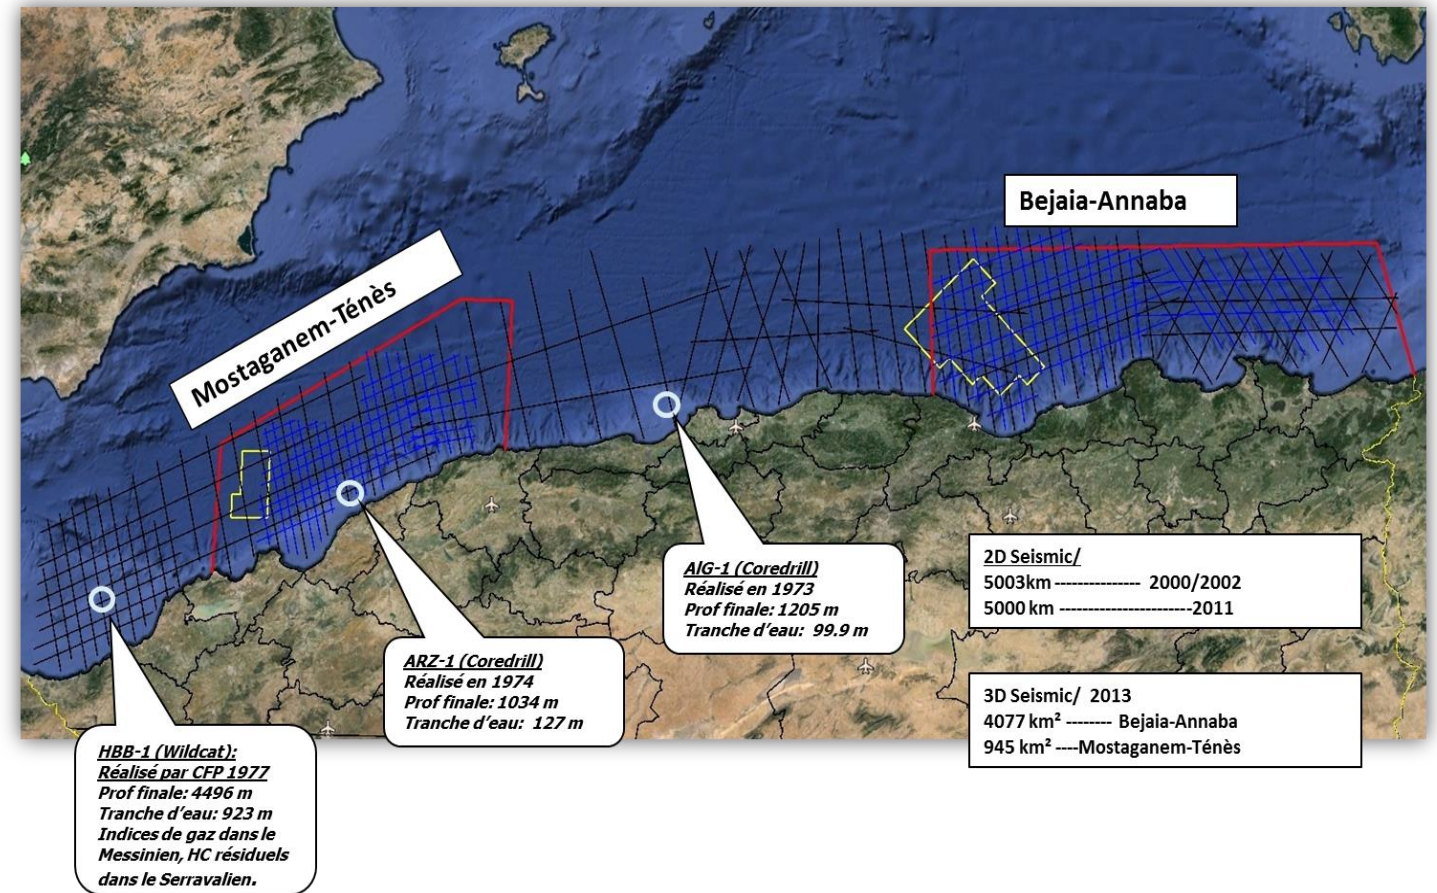 Bejaia-Annaba
Mostaganem-Ténès
AlG-1 (Coredrill)
Réalisé en 1973
Prof finale: 1205 m
Tranche d'eau: 99.9 m
2D Seismic/
5003km --------------- 2000/2002
5000 km -----------------------2011
ARZ-1 (Coredrill)
Réalisé en 1974
Prof finale: 1034 m
Tranche d'eau: 127 m
3D Seismic/ 2013
4077 km² -------- Bejaia-Annaba
945 km² ----Mostaganem-Ténès
HBB-1 (Wildcat):
Réalisé par CFP 1977
Prof finale: 4496 m
Tranche d'eau: 923 m
Indices de gaz dans le
Messinien, HC résiduels
dans le Serravalien.